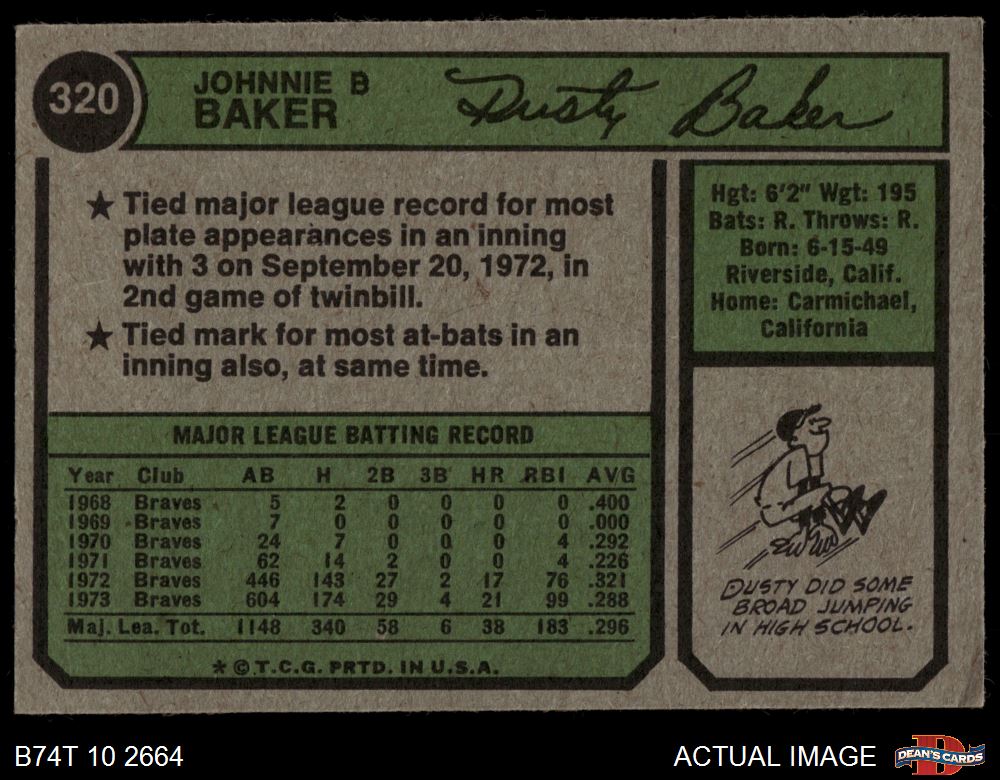 320
JOHNNIE B
BAKER
Dusty Baker
★ Tied major league record for most
plate appearances in an inning
with 3 on September 20, 1972, in
2nd game of twinbill.
★ Tied mark for most at-bats in an
inning also, at same time.
Hgt: 6'2" Wgt: 195
Bats: R. Throws: R.
Born: 6-15-49
Riverside, Calif.
Home: Carmichael,
California
MAJOR LEAGUE BATTING RECORD
Year Club AB H 2B 3B HR RBI AVG
1968 Braves 5 2 0 0 0 0 .400
1969 Braves 7 0 0 0 0 0 .000
1970 Braves 24 7 0 0 0 4 .292
1971 Braves 62 14 2 0 0 4 .226
1972 Braves 446 143 27 2 17 76 .321
1973 Braves 604 174 29 4 21 99 .288
Maj. Lea. Tot. 1148 340 58 6 38 183 .296
* © T.C.G. PRTD. IN U.S.A.
DUSTY DID SOME
BROAD JUMPING
IN HIGH SCHOOL.
B74T 10 2664
ACTUAL IMAGE
D
DEAN'S CARDS